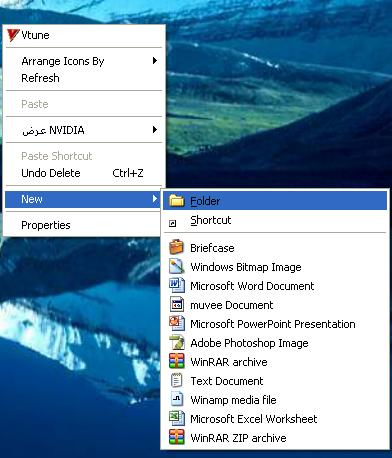 Vtune
Arrange Icons By
Refresh
Paste
عرض NVIDIA
Paste Shortcut
Undo Delete Ctrl+Z
New
Properties
Folder
Shortcut
Briefcase
Windows Bitmap Image
Microsoft Word Document
muvee Document
Microsoft PowerPoint Presentation
Adobe Photoshop Image
WinRAR archive
Text Document
Winamp media file
Microsoft Excel Worksheet
WinRAR ZIP archive